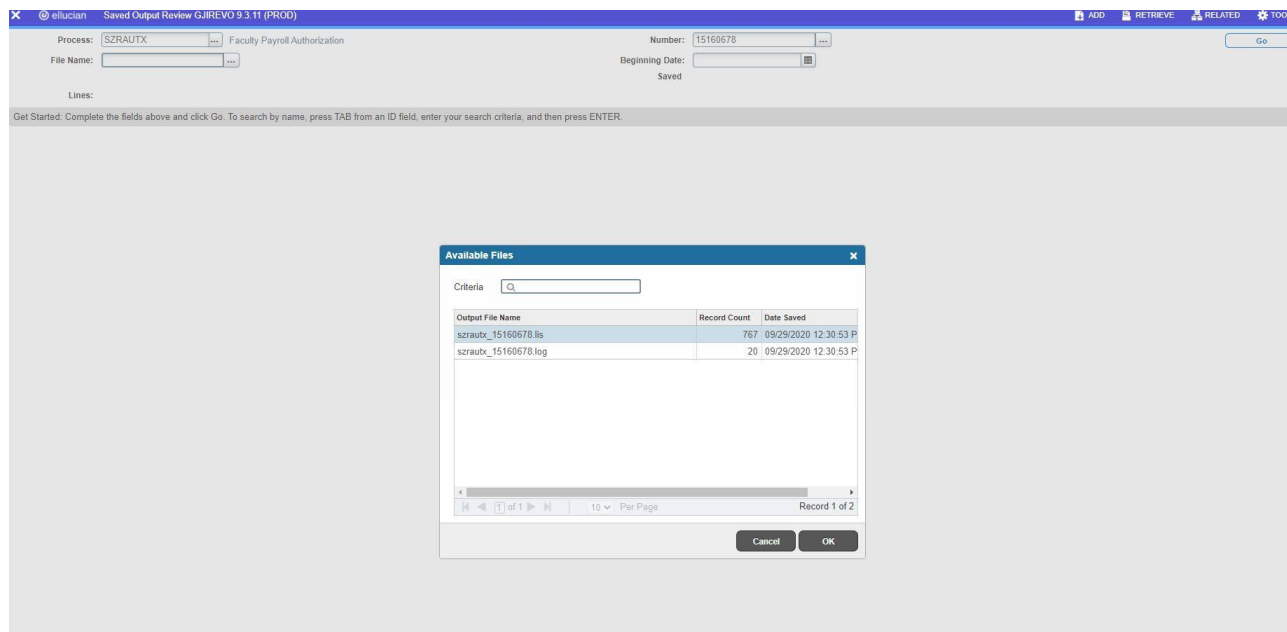 ellucian Saved Output Review GJIREVO 9.3.11 (PROD) ADD RETRIEVE RELATED TOO
Process: SZRAUTX ... Faculty Payroll Authorization Number: 15160678 ... Go
File Name: ... Beginning Date:
Saved
Lines:
Get Started: Complete the fields above and click Go. To search by name, press TAB from an ID field, enter your search criteria, and then press ENTER.
Available Files
Criteria
Output File Name Record Count Date Saved
szrautx_15160678.lis 767 09/29/2020 12:30:53 P
szrautx_15160678.log 20 09/29/2020 12:30:53 P
1 of 1 10 Per Page Record 1 of 2
Cancel OK